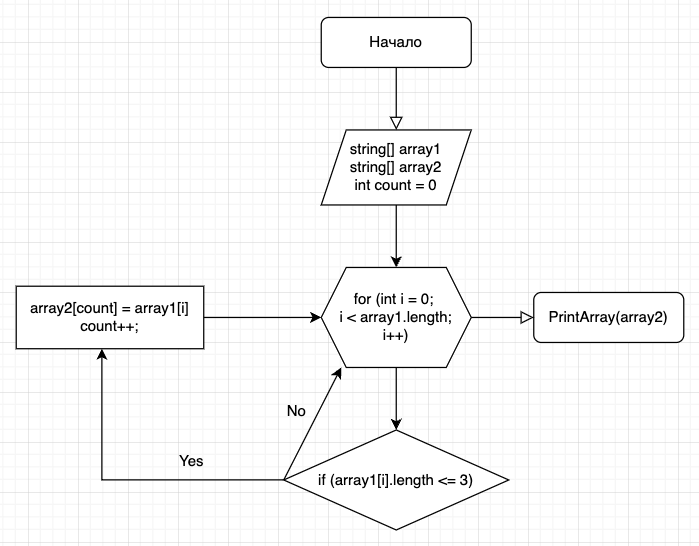 Начало
string[] array1
string[] array2
int count = 0
for (int i = 0;
i < array1.length;
i++)
array2[count] = array1[i]
count++;
PrintArray(array2)
No
Yes
if (array1[i].length <= 3)